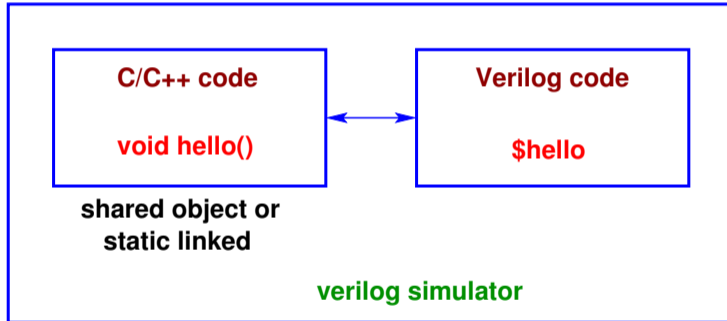 C/C++ code
void hello()
Verilog code
$hello
shared object or
static linked
verilog simulator